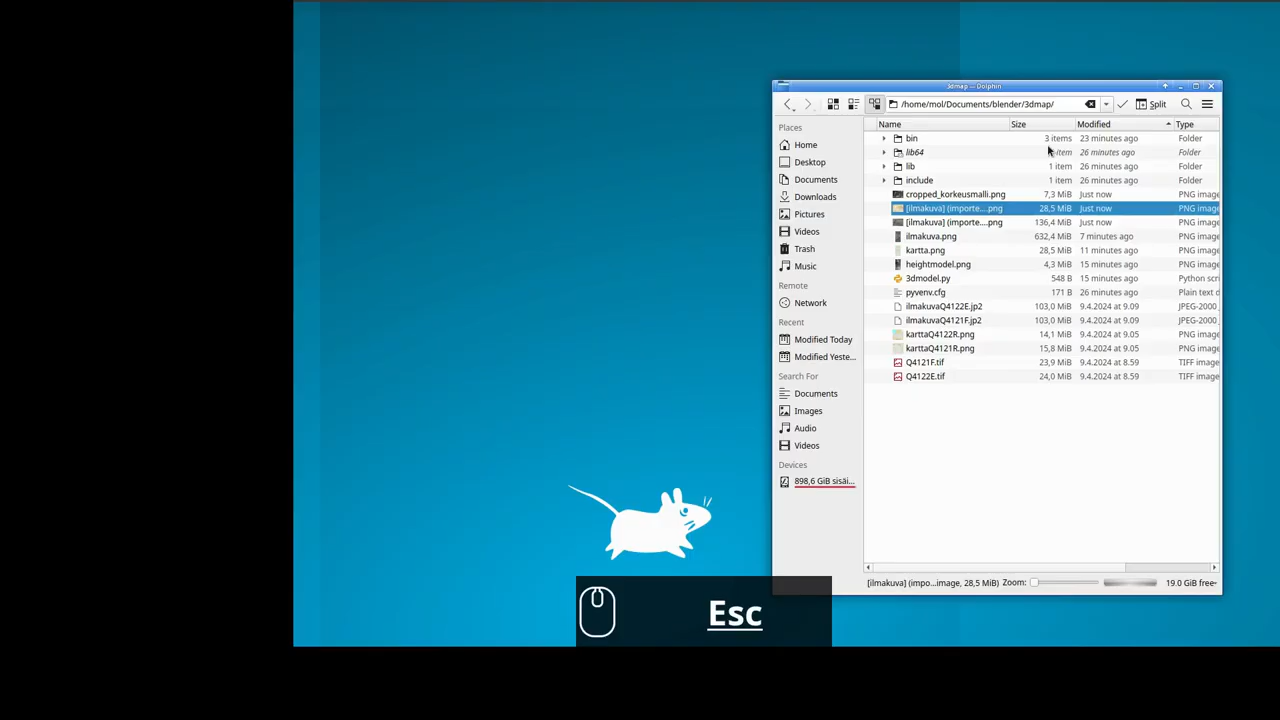 3dmap — Dolphin
/home/mol/Documents/blender/3dmap/ Split
Places
Home
Desktop
Documents
Downloads
Pictures
Videos
Trash
Music
Remote
Network
Recent
Modified Today
Modified Yeste...
Search For
Documents
Images
Audio
Videos
Devices
898,6 GiB sisäi...
Name Size Modified Type
bin 3 items 23 minutes ago Folder
lib64 item 26 minutes ago Folder
lib 1 item 26 minutes ago Folder
include 1 item 26 minutes ago Folder
cropped_korkeusmalli.png 7,3 MiB Just now PNG image
[ilmakuva] (importe....png 28,5 MiB Just now PNG image
[ilmakuva] (importe....png 136,4 MiB Just now PNG image
ilmakuva.png 632,4 MiB 7 minutes ago PNG image
kartta.png 28,5 MiB 11 minutes ago PNG image
heightmodel.png 4,3 MiB 15 minutes ago PNG image
3dmodel.py 548 B 15 minutes ago Python scri
pyvenv.cfg 171 B 26 minutes ago Plain text d
ilmakuvaQ4122E.jp2 103,0 MiB 9.4.2024 at 9.09 JPEG-2000
ilmakuvaQ4121F.jp2 103,0 MiB 9.4.2024 at 9.09 JPEG-2000
karttaQ4122R.png 14,1 MiB 9.4.2024 at 9.05 PNG image
karttaQ4121R.png 15,8 MiB 9.4.2024 at 9.05 PNG image
Q4121F.tif 23,9 MiB 9.4.2024 at 8.59 TIFF image
Q4122E.tif 24,0 MiB 9.4.2024 at 8.59 TIFF image
[ilmakuva] (impo...image, 28,5 MiB) Zoom: 19.0 GiB free
Esc